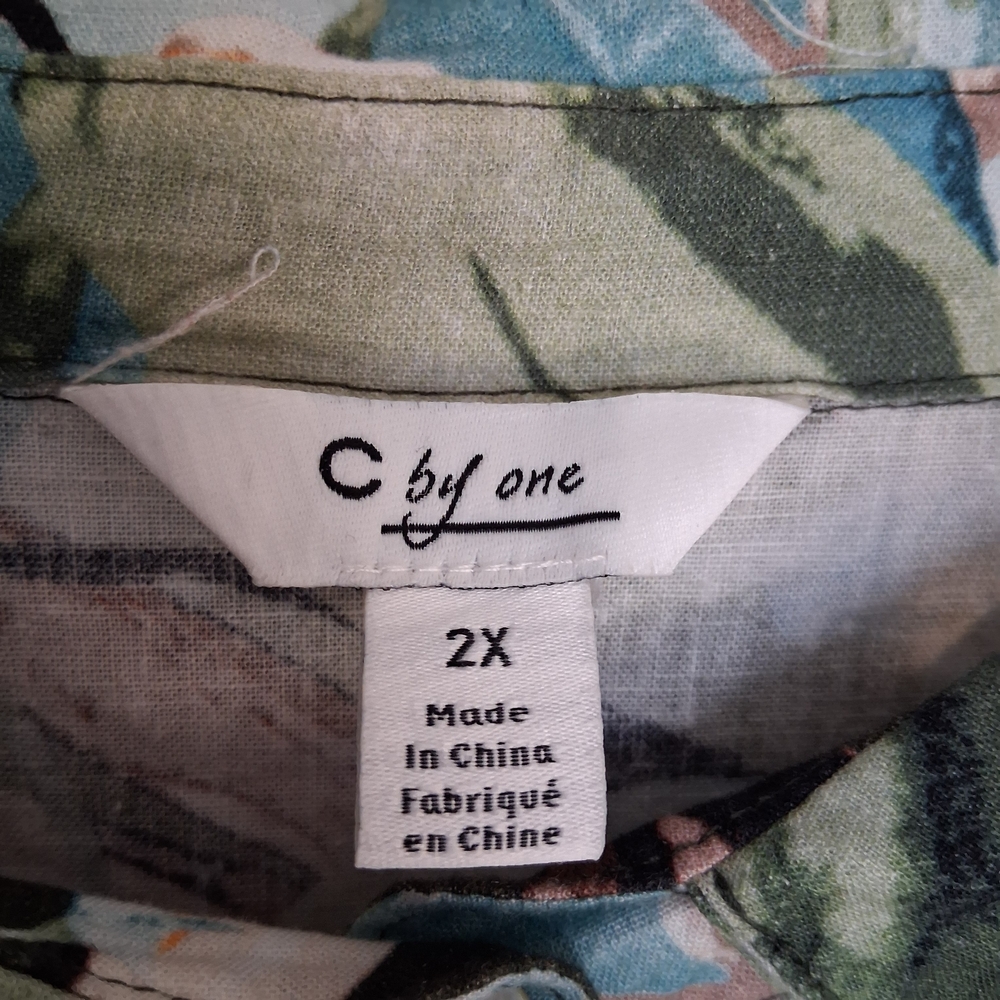 C by one
2X
Made
In China
Fabriqué
en Chine